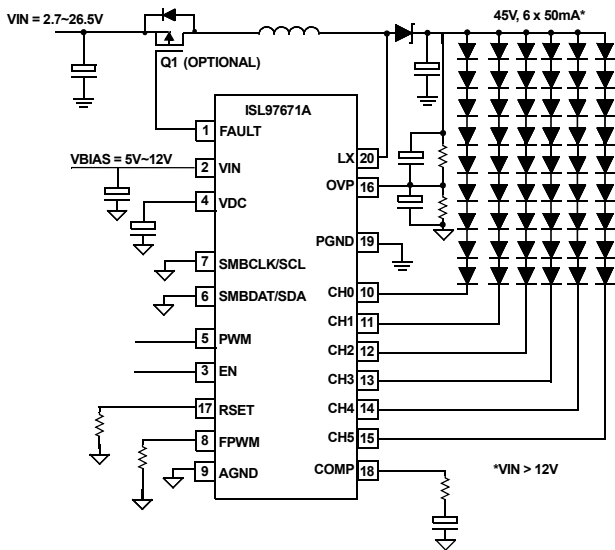 VIN = 2.7~26.5V
45V, 6 x 50mA*
Q1 (OPTIONAL)
ISL97671A
1 FAULT
LX 20
VBIAS = 5V~12V
2 VIN
OVP 16
4 VDC
PGND 19
7 SMBCLK/SCL
6 SMBDAT/SDA
CH0 10
CH1 11
5 PWM
CH2 12
3 EN
CH3 13
17 RSET
CH4 14
8 FPWM
CH5 15
9 AGND
COMP 18
*VIN > 12V